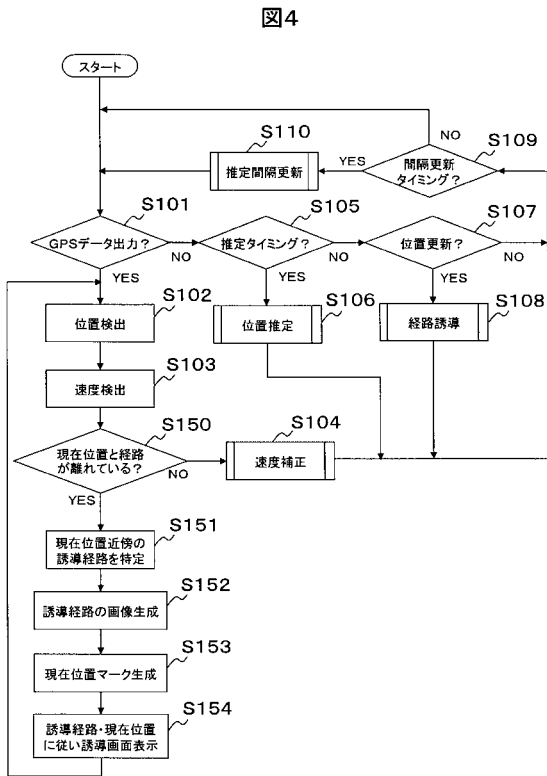 図4
スタート
NO
S110
推定間隔更新
YES
S109
間隔更新
タイミング？
S101
GPSデータ出力？
NO
YES
S105
推定タイミング？
NO
YES
S107
位置更新？
NO
YES
S102
位置検出
S106
位置推定
S108
経路誘導
S103
速度検出
S150
現在位置と経路
が離れている？
NO
YES
S104
速度補正
S151
現在位置近傍の
誘導経路を特定
S152
誘導経路の画像生成
S153
現在位置マーク生成
S154
誘導経路・現在位置
に従い誘導画面表示